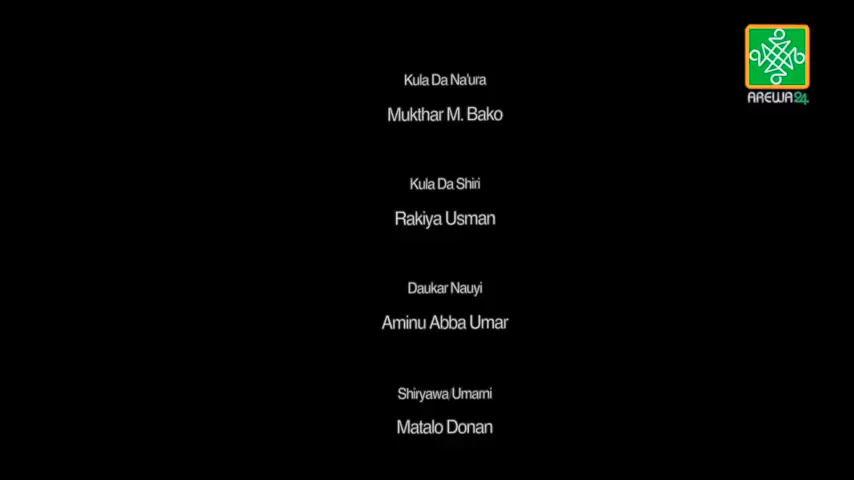 Kula Da Na'ura
Mukthar M. Bako
Kula Da Shiri
Rakiya Usman
Daukar Nauyi
Aminu Abba Umar
Shiryawa/Umarni
Matalo Donan
AREWA24